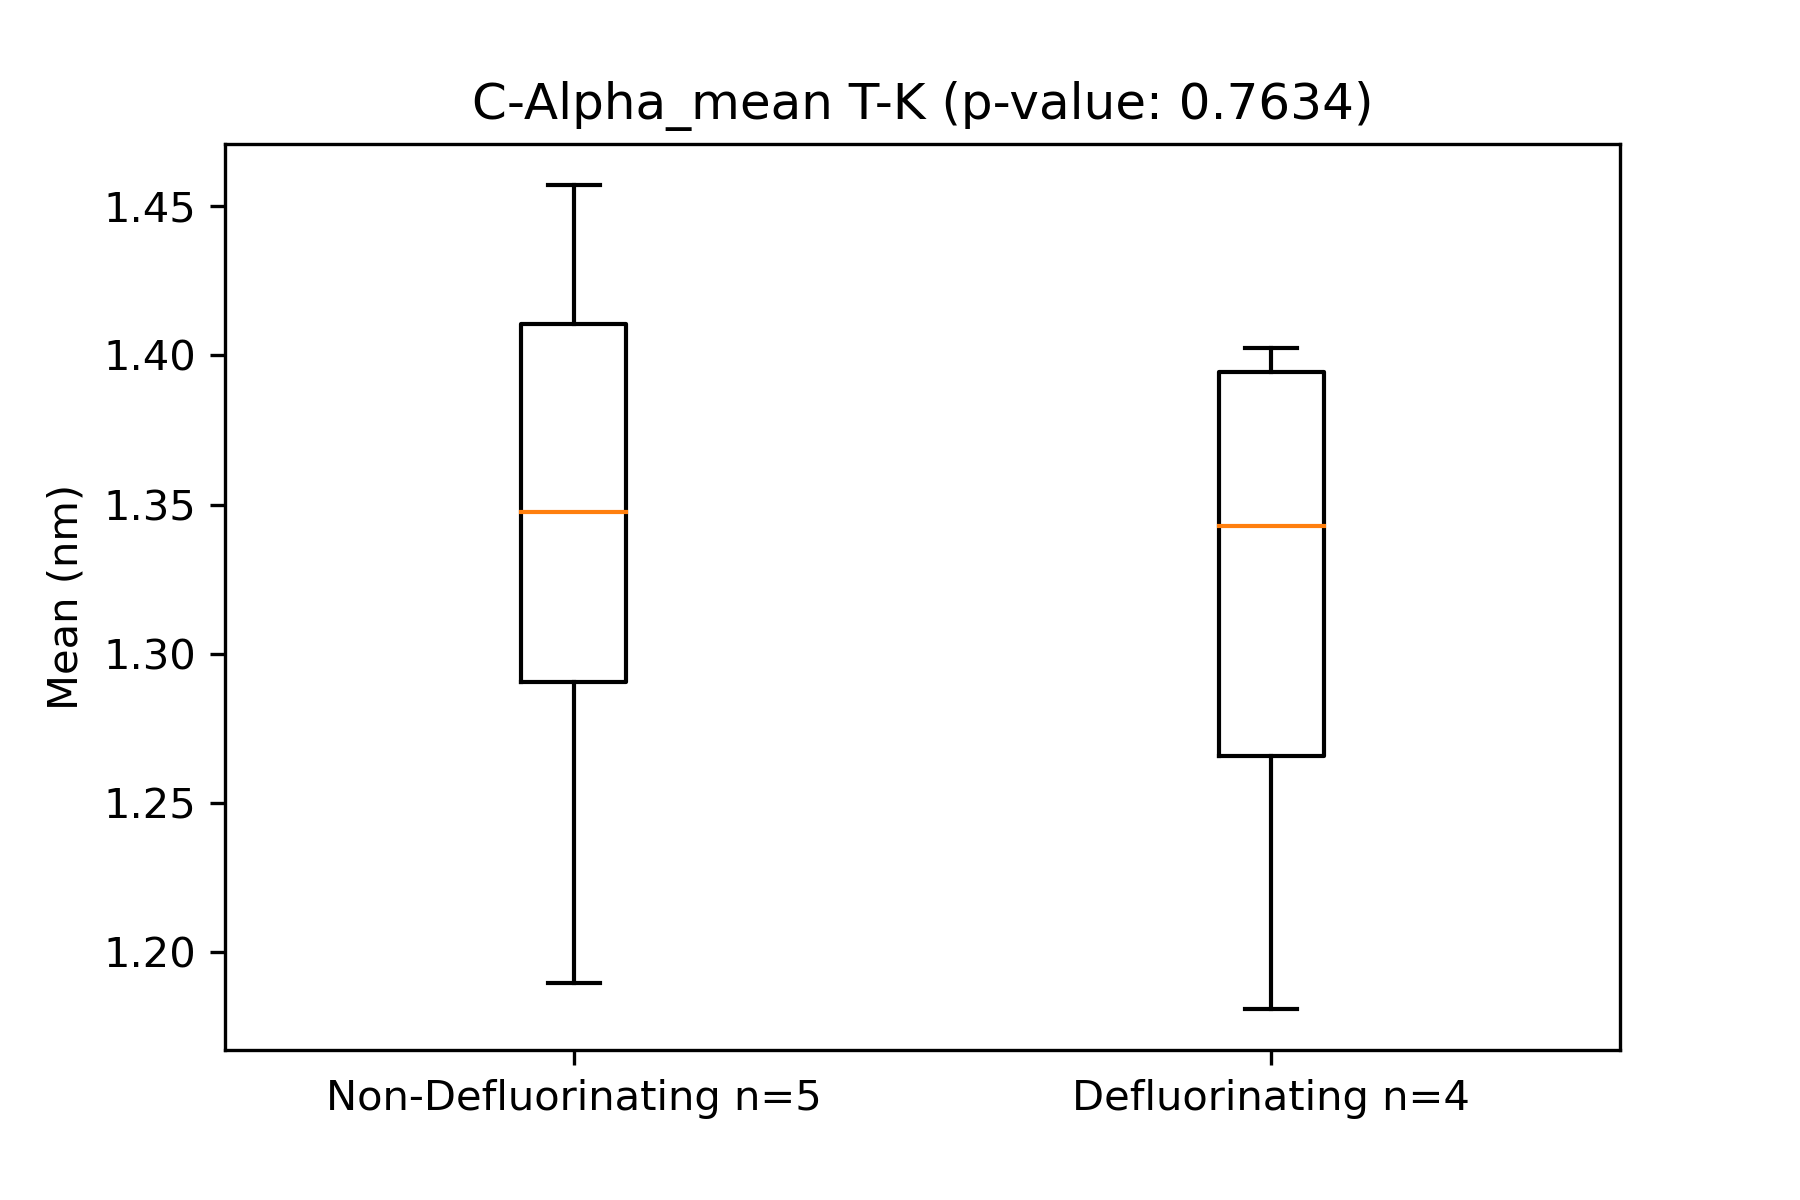 C-Alpha_mean T-K (p-value: 0.7634)
Mean (nm)
1.45
1.40
1.35
1.30
1.25
1.20
Non-Defluorinating n=5
Defluorinating n=4